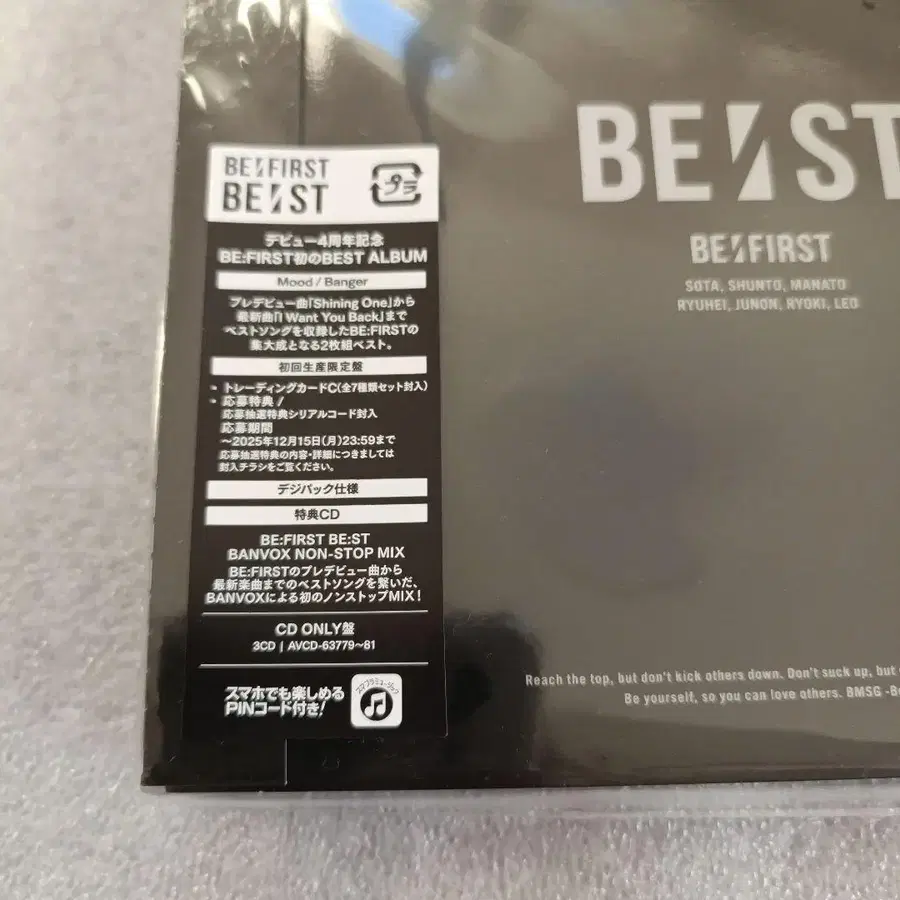 BE:FIRST
BE:ST
プラ
デビュー4周年記念
BE:FIRST初のBEST ALBUM
Mood / Banger
プレデビュー曲「Shining One」から
最新曲「I Want You Back」まで
ベストソングを収録したBE:FIRSTの
集大成となる2枚組ベスト。
初回生産限定盤
・トレーディングカードC(全7種類セット封入)
・応募特典 /
応募抽選特典シリアルコード封入
応募期間
〜2025年12月15日(月)23:59まで
応募抽選特典の内容・詳細につきましては
封入チラシをご覧ください。
デジパック仕様
特典CD
BE:FIRST BE:ST
BANVOX NON-STOP MIX
BE:FIRSTのプレデビュー曲から
最新楽曲までのベストソングを繋いだ、
BANVOXによる初のノンストップMIX!
CD ONLY盤
3CD | AVCD-63779〜81
スマホでも楽しめる
PINコード付き!
スマプラミュージック
BE:ST
BE:FIRST
SOTA, SHUNTO, MANATO
RYUHEI, JUNON, RYOKI, LEO
Reach the top, but don't kick others down. Don't suck up, but
Be yourself, so you can love others. BMSG -Be